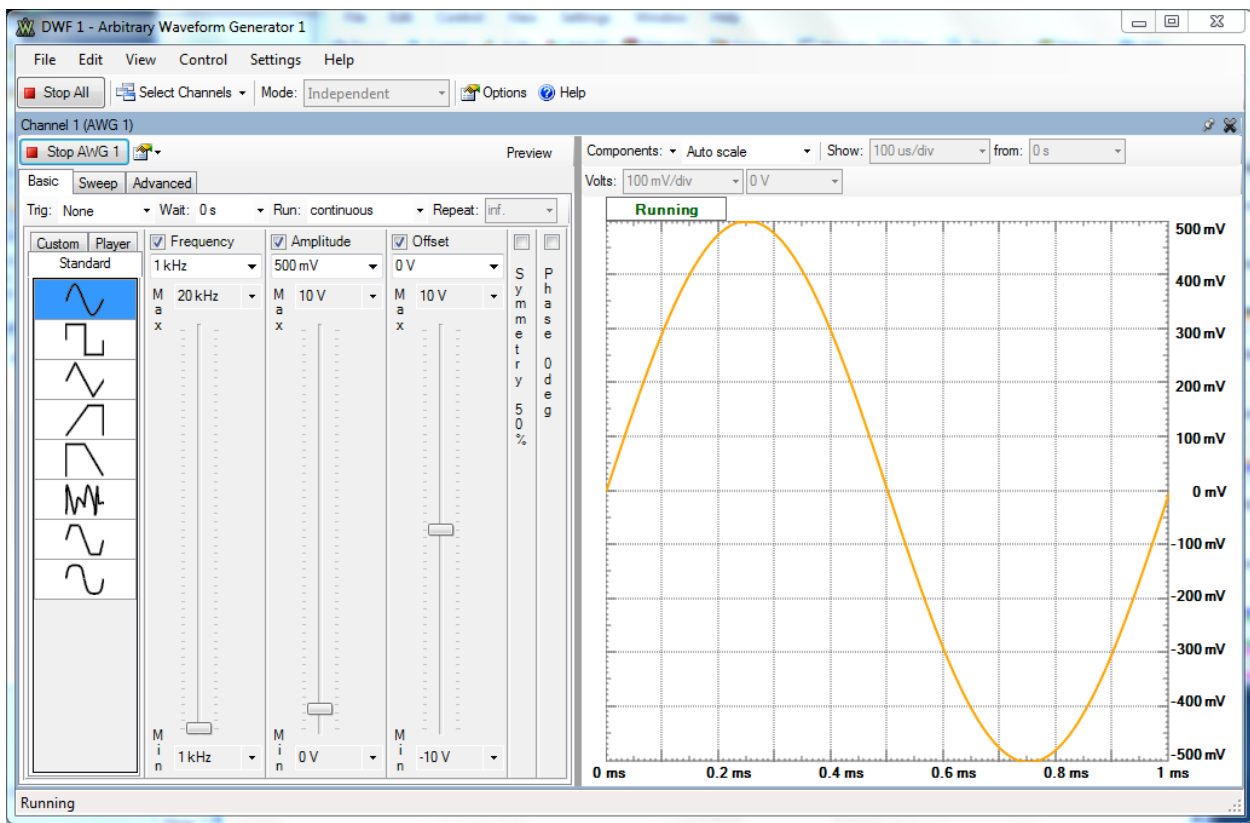 DWF 1 - Arbitrary Waveform Generator 1
File Edit View Control Settings Help
Stop All Select Channels Mode: Independent Options Help
Channel 1 (AWG 1)
Stop AWG 1 Preview
Basic Sweep Advanced
Trig: None Wait: 0 s Run: continuous Repeat: inf.
Custom Player
Standard
Frequency
1 kHz
Max 20 kHz
Min 1 kHz
Amplitude
500 mV
Max 10 V
Min 0 V
Offset
0 V
Max 10 V
Min -10 V
Symmetry 50%
Phase 0deg
Components: Auto scale Show: 100 us/div from: 0 s
Volts: 100 mV/div 0 V
Running
500 mV
400 mV
300 mV
200 mV
100 mV
0 mV
-100 mV
-200 mV
-300 mV
-400 mV
-500 mV
0 ms 0.2 ms 0.4 ms 0.6 ms 0.8 ms 1 ms
Running